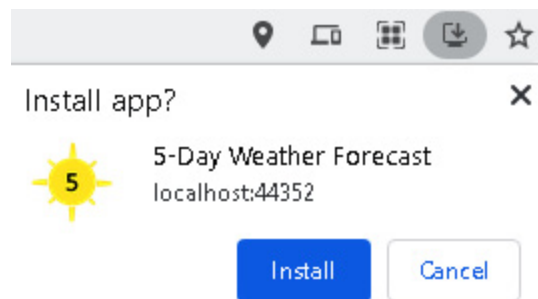 Install app?
5
5-Day Weather Forecast
localhost:44352
Install
Cancel